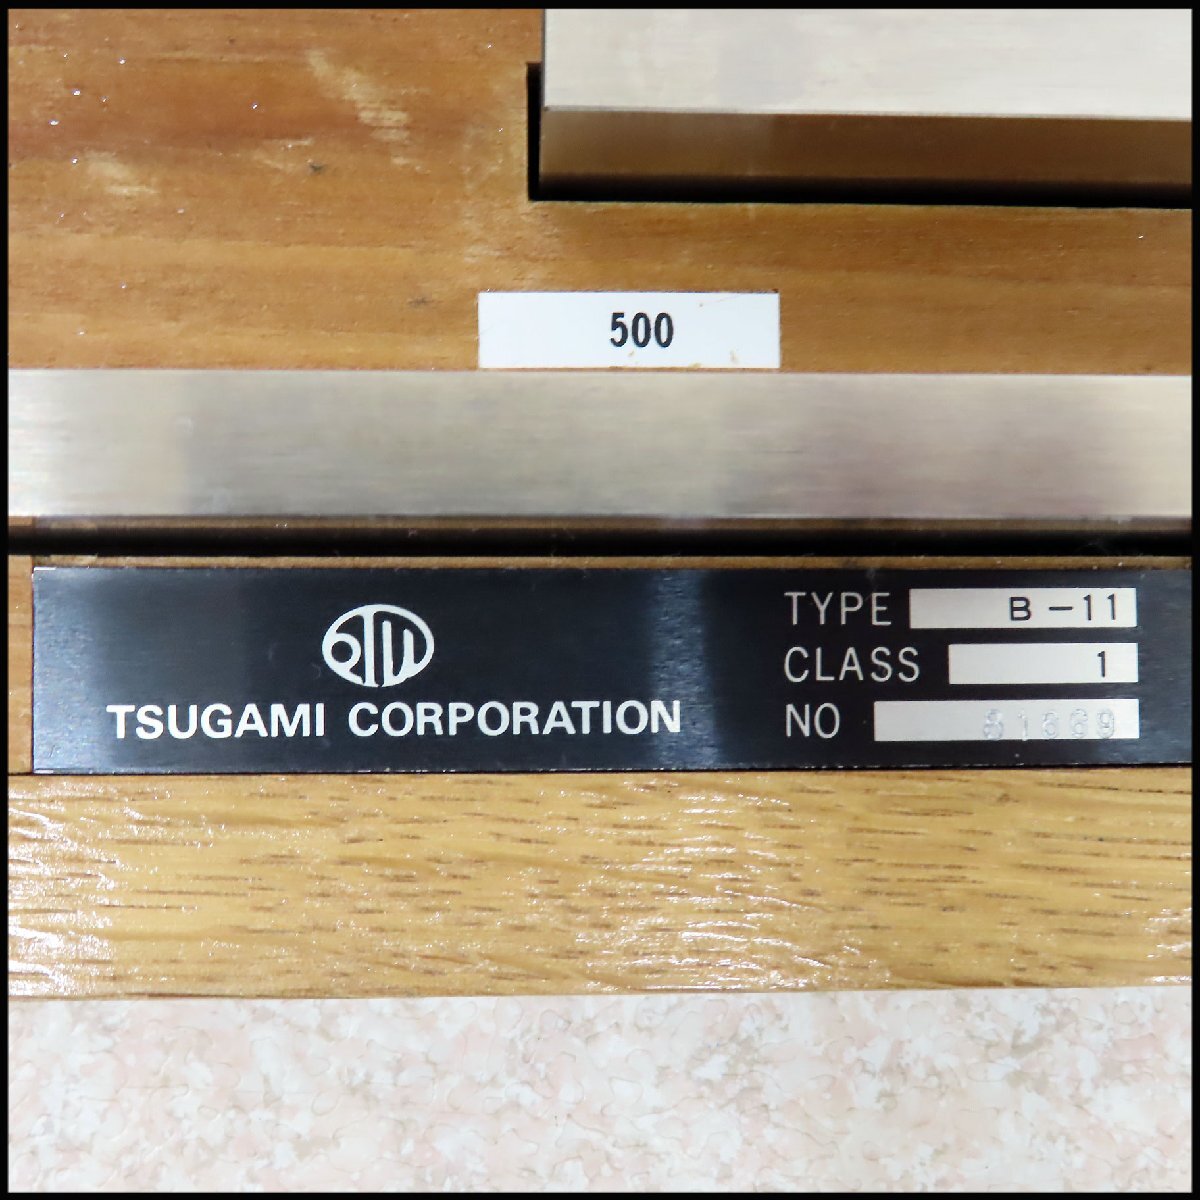 500
TSUGAMI CORPORATION
TYPE B-11
CLASS 1
NO